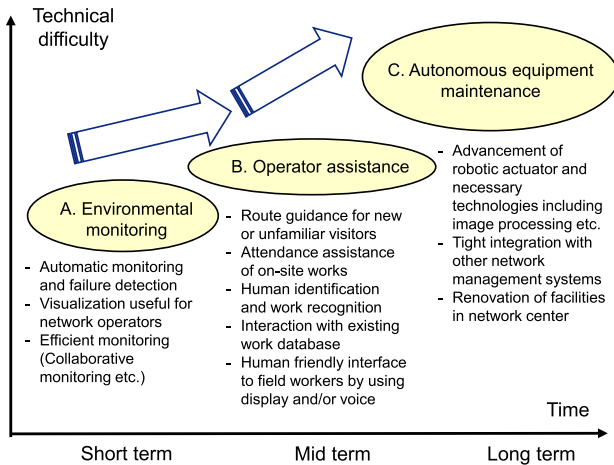 Technical
difficulty
C. Autonomous equipment
maintenance
B. Operator assistance
A. Environmental
monitoring
- Automatic monitoring
and failure detection
- Visualization useful for
network operators
- Efficient monitoring
(Collaborative
monitoring etc.)
- Route guidance for new
or unfamiliar visitors
- Attendance assistance
of on-site works
- Human identification
and work recognition
- Interaction with existing
work database
- Human friendly interface
to field workers by using
display and/or voice
- Advancement of
robotic actuator and
necessary
technologies including
image processing etc.
- Tight integration with
other network
management systems
- Renovation of facilities
in network center
Time
Short term
Mid term
Long term